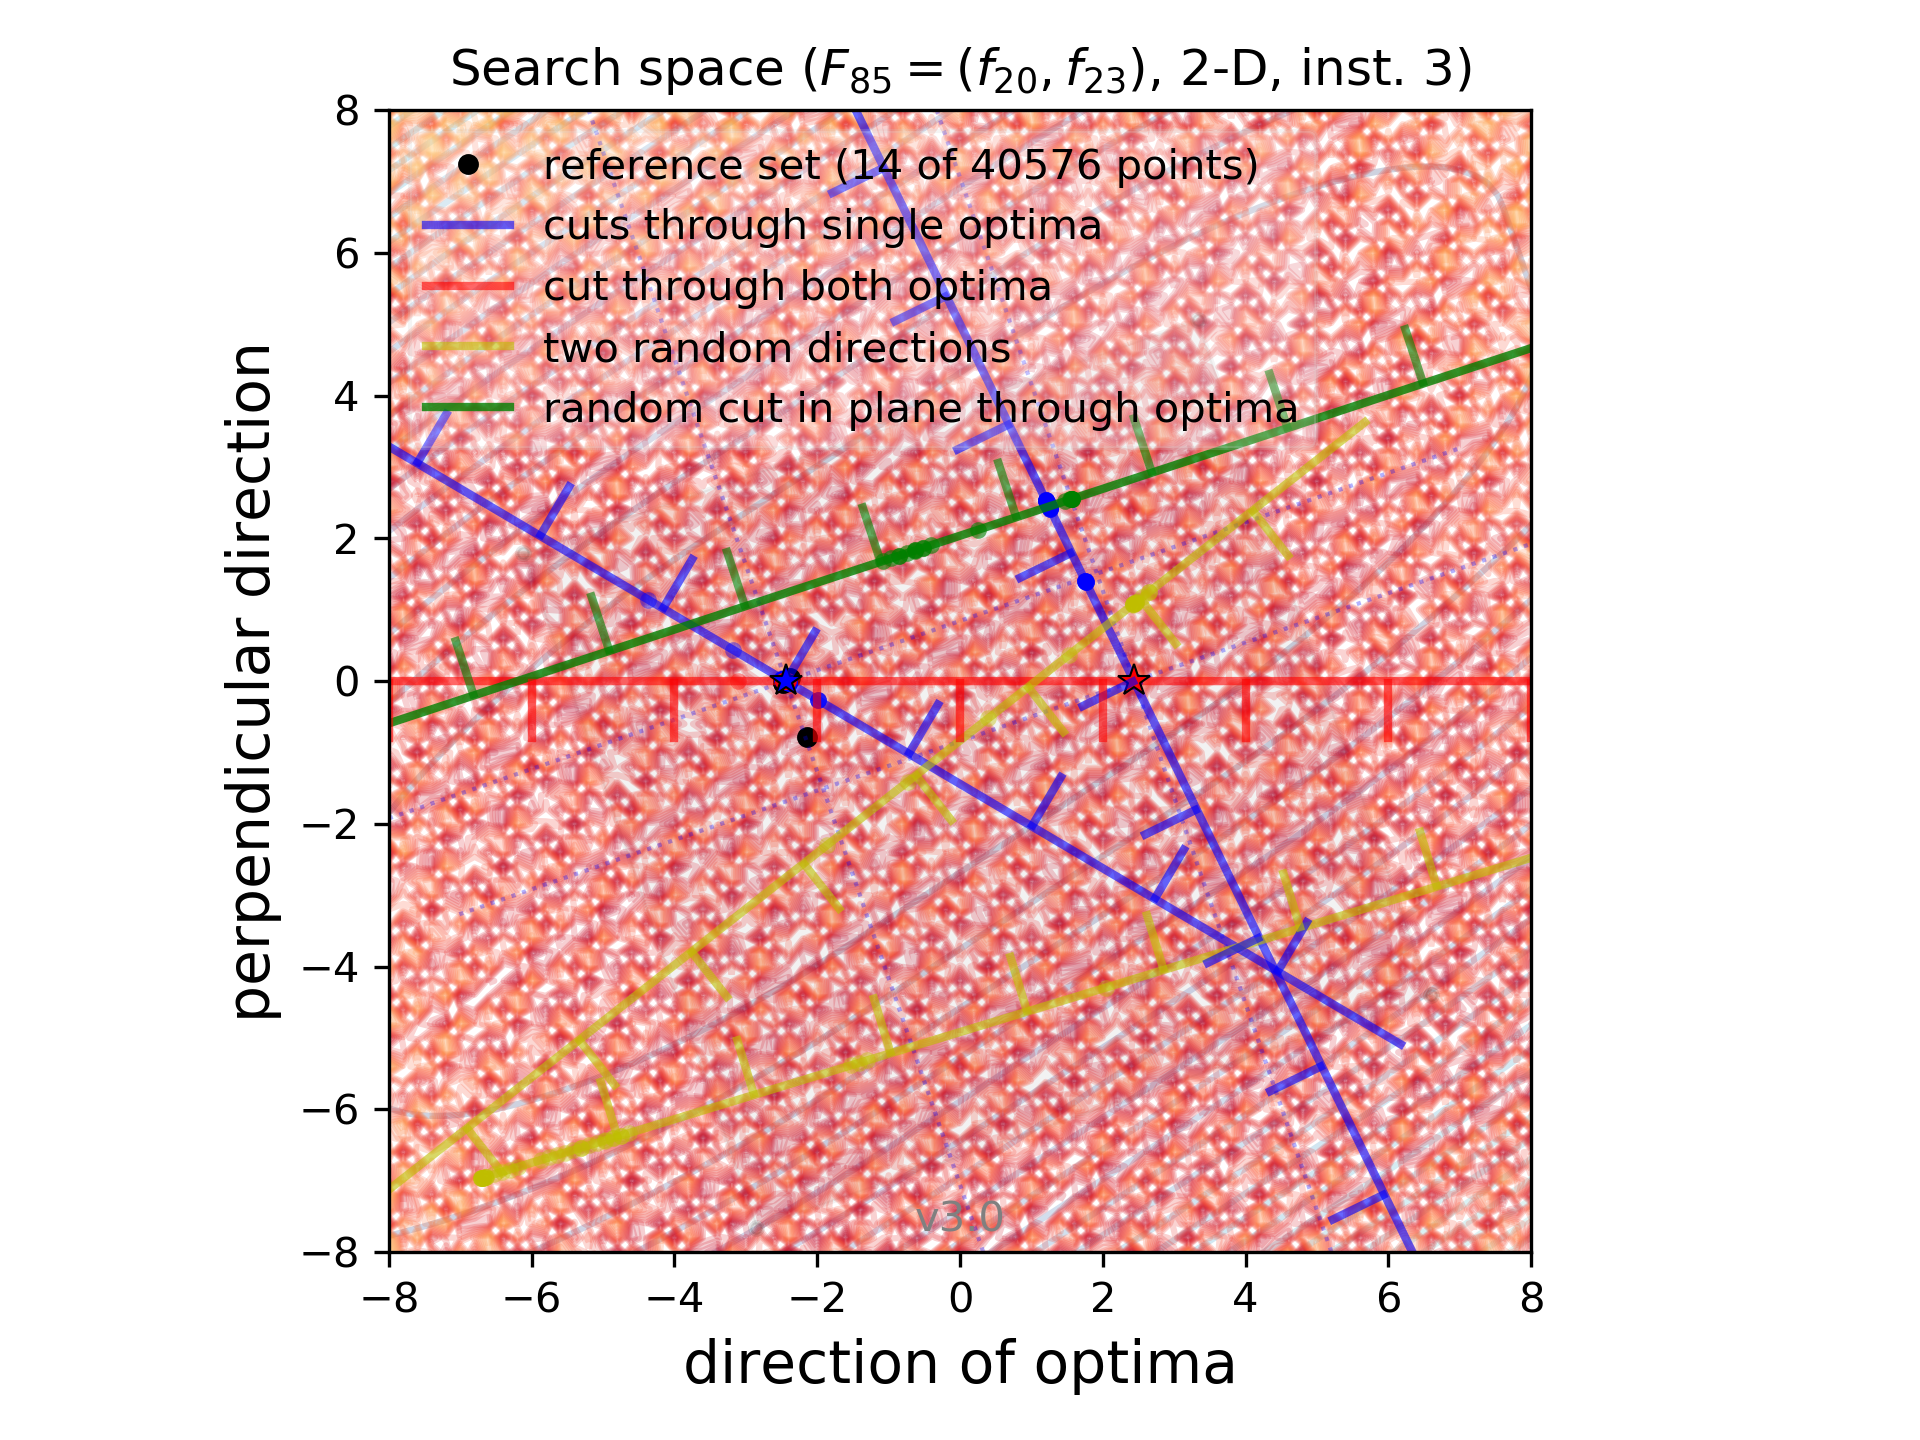 Search space (F85 = (f20, f23), 2-D, inst. 3)
8
reference set (14 of 40576 points)
cuts through single optima
6
cut through both optima
two random directions
4
random cut in plane through optima
2
0
−2
−4
−6
−8
perpendicular direction
v3.0
−8 −6 −4 −2 0 2 4 6 8
direction of optima